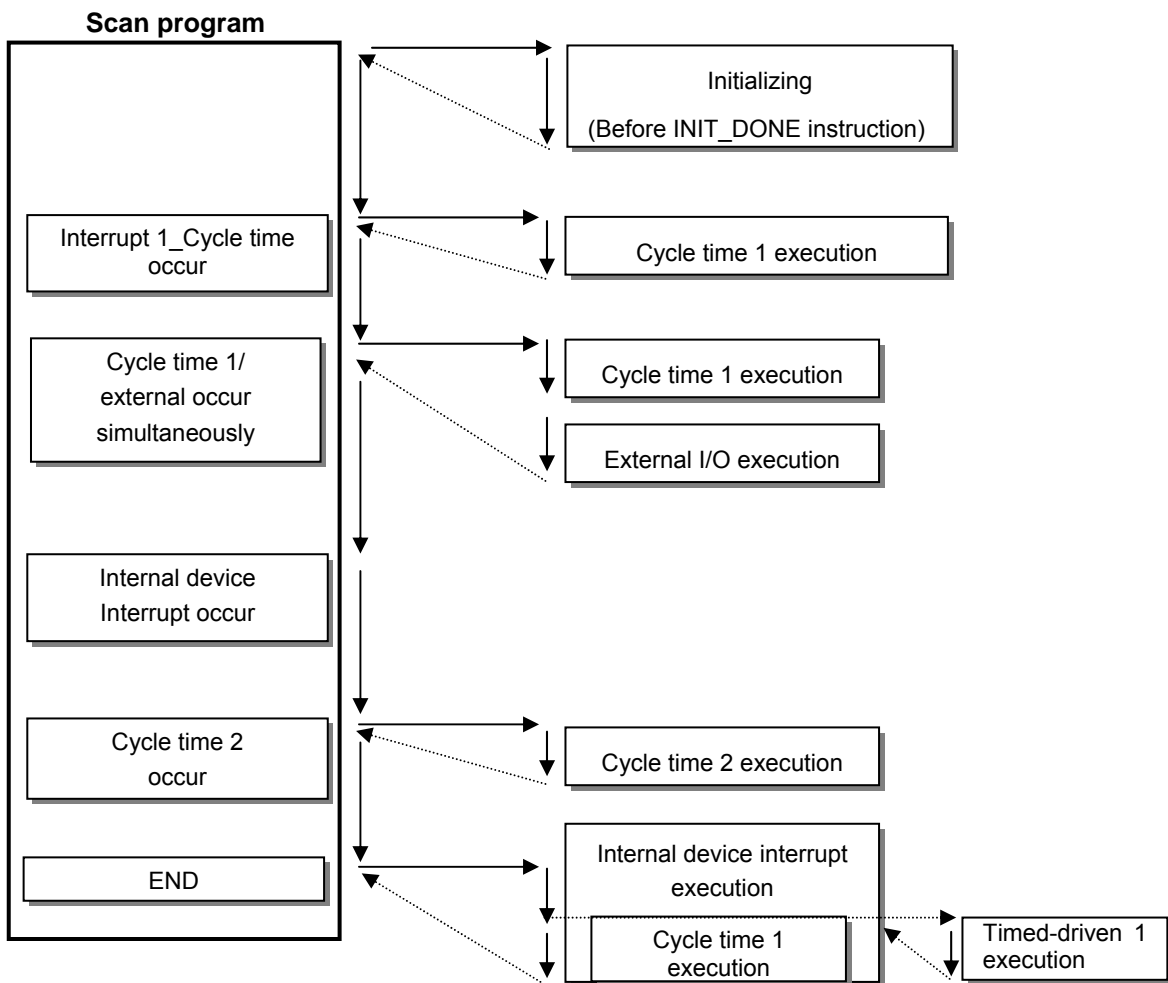 Scan program
Initializing
(Before INIT_DONE instruction)
Interrupt 1_Cycle time
occur
Cycle time 1 execution
Cycle time 1/
external occur
simultaneously
Cycle time 1 execution
External I/O execution
Internal device
Interrupt occur
Cycle time 2
occur
Cycle time 2 execution
END
Internal device interrupt
execution
Cycle time 1
execution
Timed-driven 1
execution